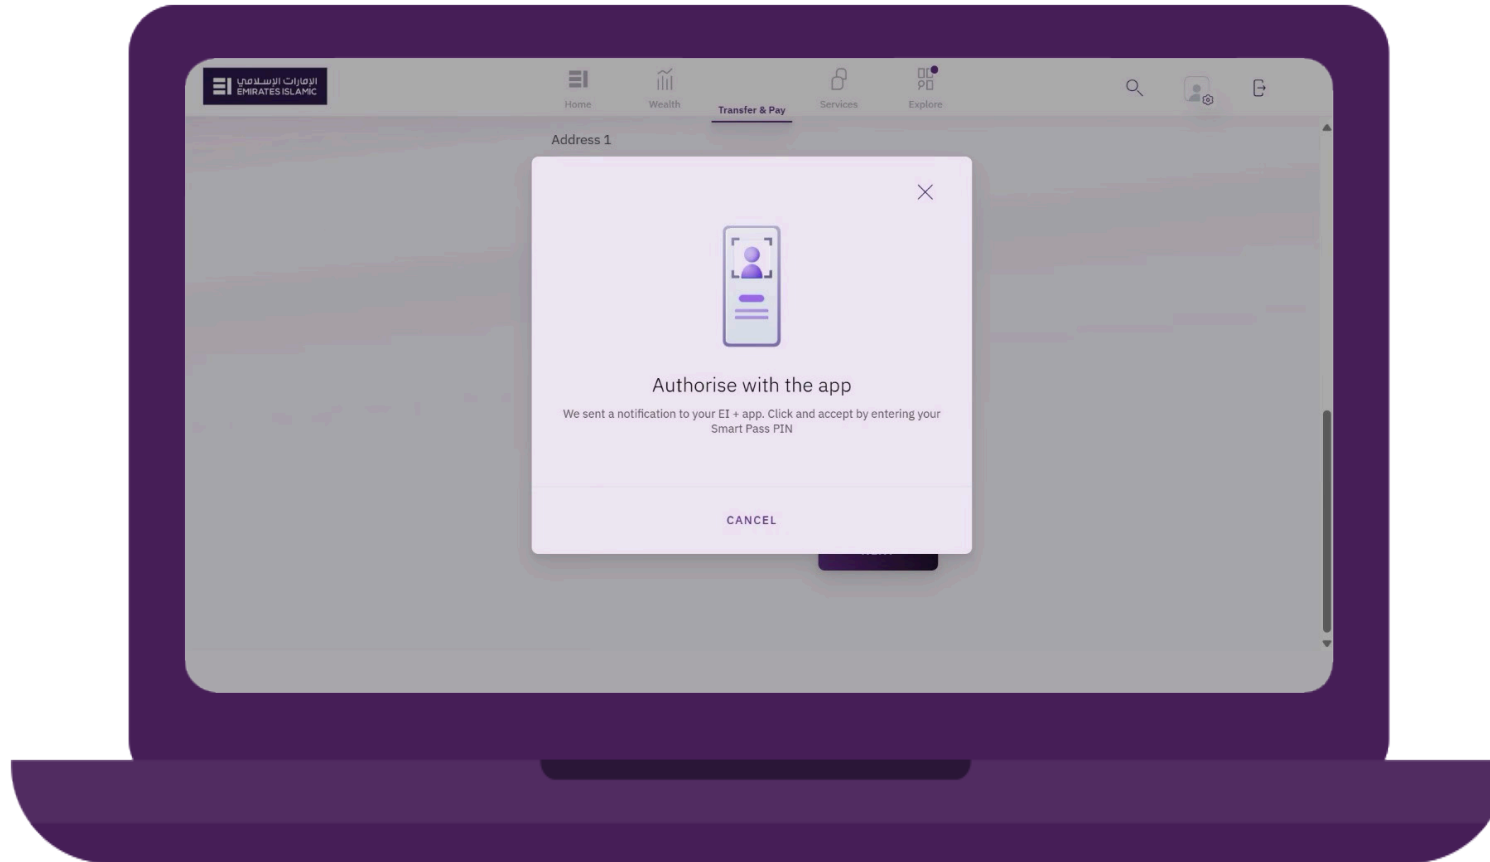 الإمارات الإسلامي
EMIRATES ISLAMIC
Home
Wealth
Transfer & Pay
Services
Explore
Address 1
Authorise with the app
We sent a notification to your EI + app. Click and accept by entering your
Smart Pass PIN
CANCEL